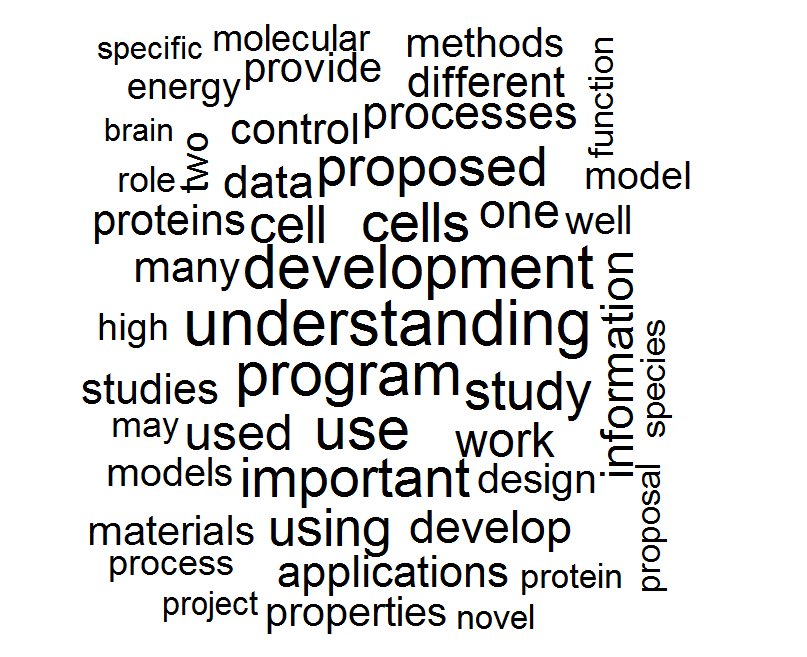 specific molecular methods
energy provide different
brain control processes function
role two data proposed model
proteins cell cells one well
many development
high understanding information
studies program study species
may used use work
models important design
materials using develop proposal
process applications protein
project properties novel